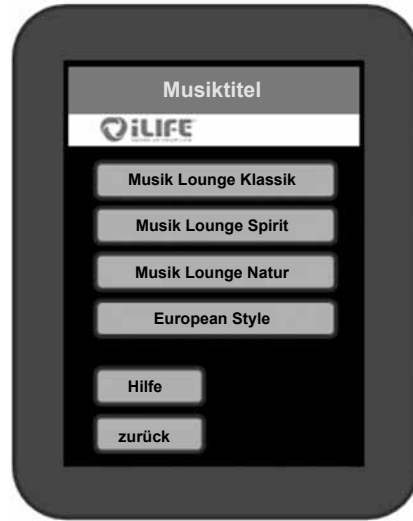 Musiktitel
iLIFE
Musik Lounge Klassik
Musik Lounge Spirit
Musik Lounge Natur
European Style
Hilfe
zurück